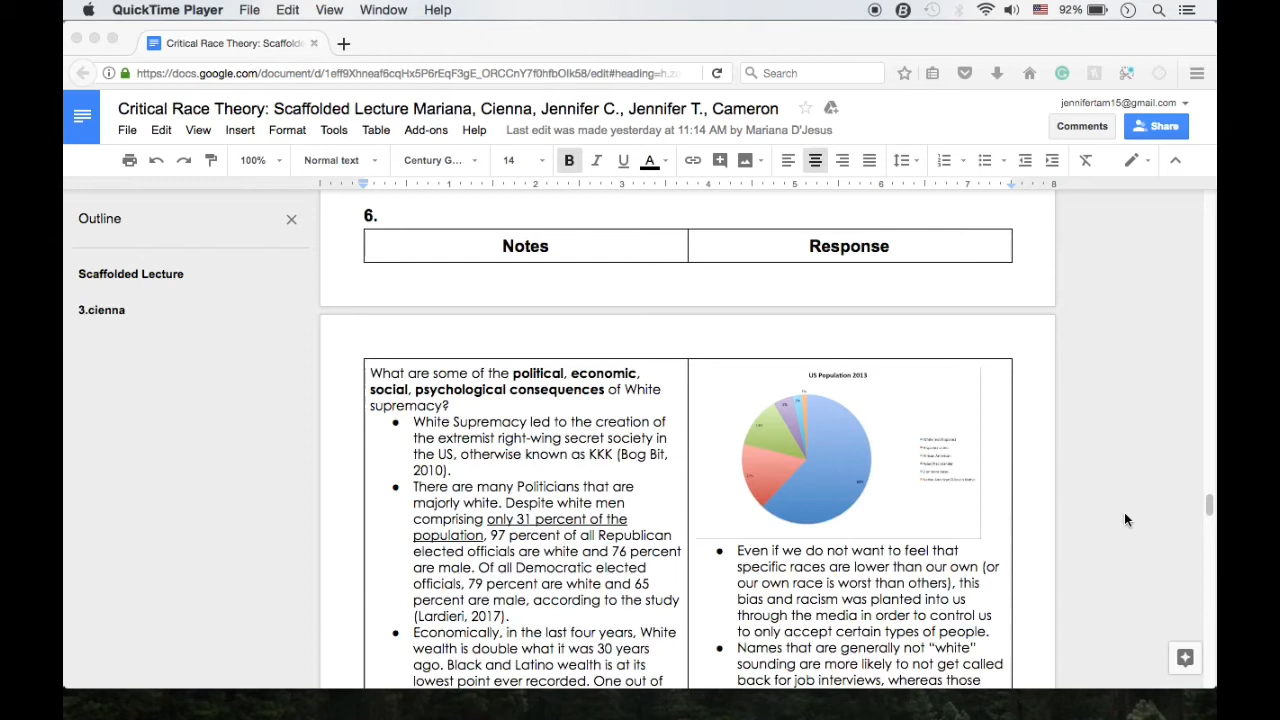 QuickTime Player File Edit View Window Help 92%
Critical Race Theory: Scaffolde
https://docs.google.com/document/d/1eff9Xhneaf6cqHx5P6rEqF3gE_ORCCnY7f0hfbOIk58/edit#heading=h.z
Search
jennifertam15@gmail.com
Critical Race Theory: Scaffolded Lecture Mariana, Cienna, Jennifer C., Jennifer T., Cameron
File Edit View Insert Format Tools Table Add-ons Help Last edit was made yesterday at 11:14 AM by Mariana D'Jesus
Comments Share
100% Normal text Century G... 14 B I U A
1 2 3 4 5 6 7 8
Outline
Scaffolded Lecture
3.cienna
6.
Notes Response
What are some of the political, economic,
social, psychological consequences of White
supremacy?
● White Supremacy led to the creation of
the extremist right-wing secret society in
the US, otherwise known as KKK (Bog Bit,
2010).
● There are many Politicians that are
majorly white. Despite white men
comprising only 31 percent of the
population, 97 percent of all Republican
elected officials are white and 76 percent
are male. Of all Democratic elected
officials, 79 percent are white and 65
percent are male, according to the study
(Lardieri, 2017).
● Economically, in the last four years, White
wealth is double what it was 30 years
ago. Black and Latino wealth is at its
lowest point ever recorded. One out of
US Population 2013
● Even if we do not want to feel that
specific races are lower than our own (or
our own race is worst than others), this
bias and racism was planted into us
through the media in order to control us
to only accept certain types of people.
● Names that are generally not “white”
sounding are more likely to not get called
back for job interviews, whereas those